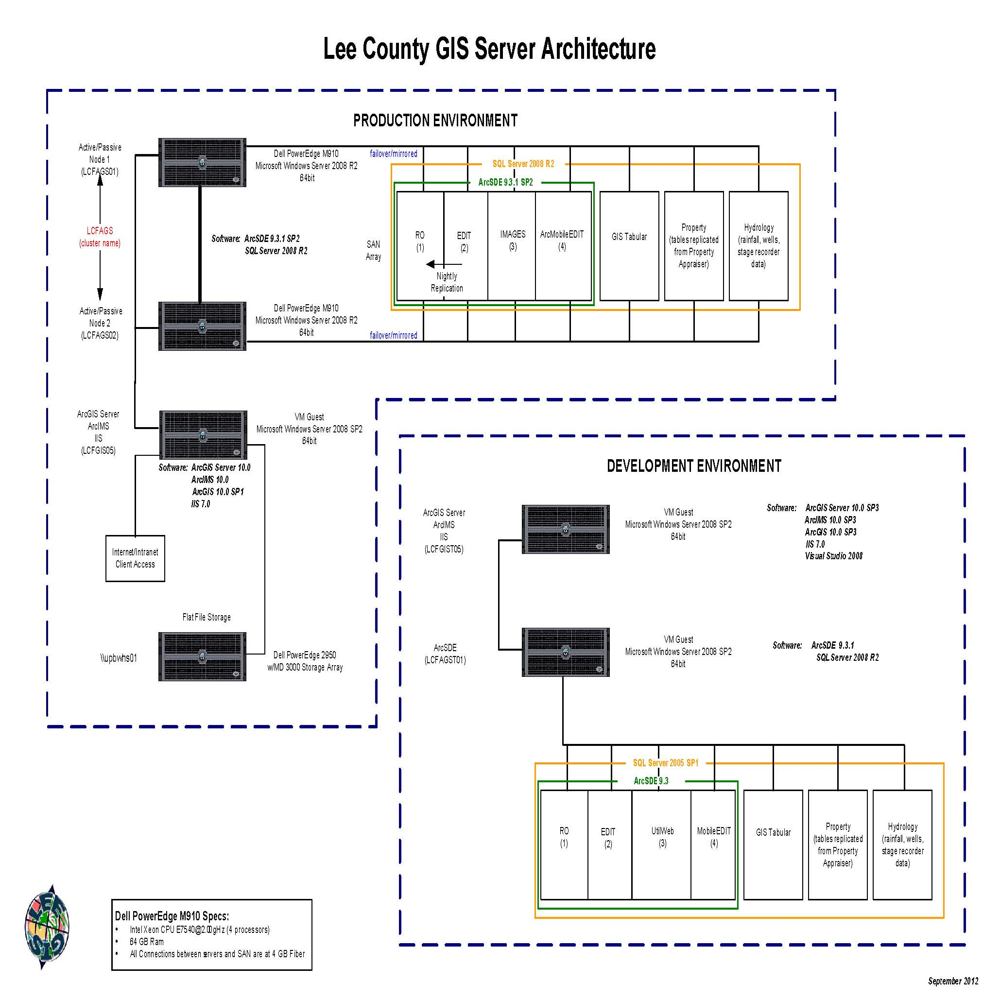 Lee County GIS Server Architecture
PRODUCTION ENVIRONMENT
Active/Passive
Node 1
(LCFAGS01)
LCFAGS
(cluster name)
Active/Passive
Node 2
(LCFAGS02)
Dell PowerEdge M910
Microsoft Windows Server 2008 R2
64bit
failover/mirrored
Software: ArcSDE 9.3.1 SP2
SQL Server 2008 R2
Dell PowerEdge M910
Microsoft Windows Server 2008 R2
64bit
failover/mirrored
SAN
Array
SQL Server 2008 R2
ArcSDE 9.3.1 SP2
RO
(1)
EDIT
(2)
Nightly
Replication
IMAGES
(3)
ArcMobileEDIT
(4)
GIS Tabular
Property
(tables replicated
from Property
Appraiser)
Hydrology
(rainfall, wells,
stage recorder
data)
ArcGIS Server
ArcIMS
IIS
(LCFGIS05)
VM Guest
Microsoft Windows Server 2008 SP2
64bit
Software: ArcGIS Server 10.0
ArcIMS 10.0
ArcGIS 10.0 SP1
IIS 7.0
Internet/Intranet
Client Access
Flat File Storage
\\upbwhs01
Dell PowerEdge 2950
w/MD 3000 Storage Array
DEVELOPMENT ENVIRONMENT
ArcGIS Server
ArcIMS
IIS
(LCFGIST05)
VM Guest
Microsoft Windows Server 2008 SP2
64bit
Software: ArcGIS Server 10.0 SP3
ArcIMS 10.0 SP3
ArcGIS 10.0 SP3
IIS 7.0
Visual Studio 2008
ArcSDE
(LCFAGST01)
VM Guest
Microsoft Windows Server 2008 SP2
64bit
Software: ArcSDE 9.3.1
SQL Server 2008 R2
SQL Server 2005 SP1
ArcSDE 9.3
RO
(1)
EDIT
(2)
UtilWeb
(3)
MobileEDIT
(4)
GIS Tabular
Property
(tables replicated
from Property
Appraiser)
Hydrology
(rainfall, wells,
stage recorder
data)
LEE
GIS
Dell PowerEdge M910 Specs:
• Intel Xeon CPU E7540@2.00gHz (4 processors)
• 64 GB Ram
• All Connections between servers and SAN are at 4 GB Fiber
September 2012